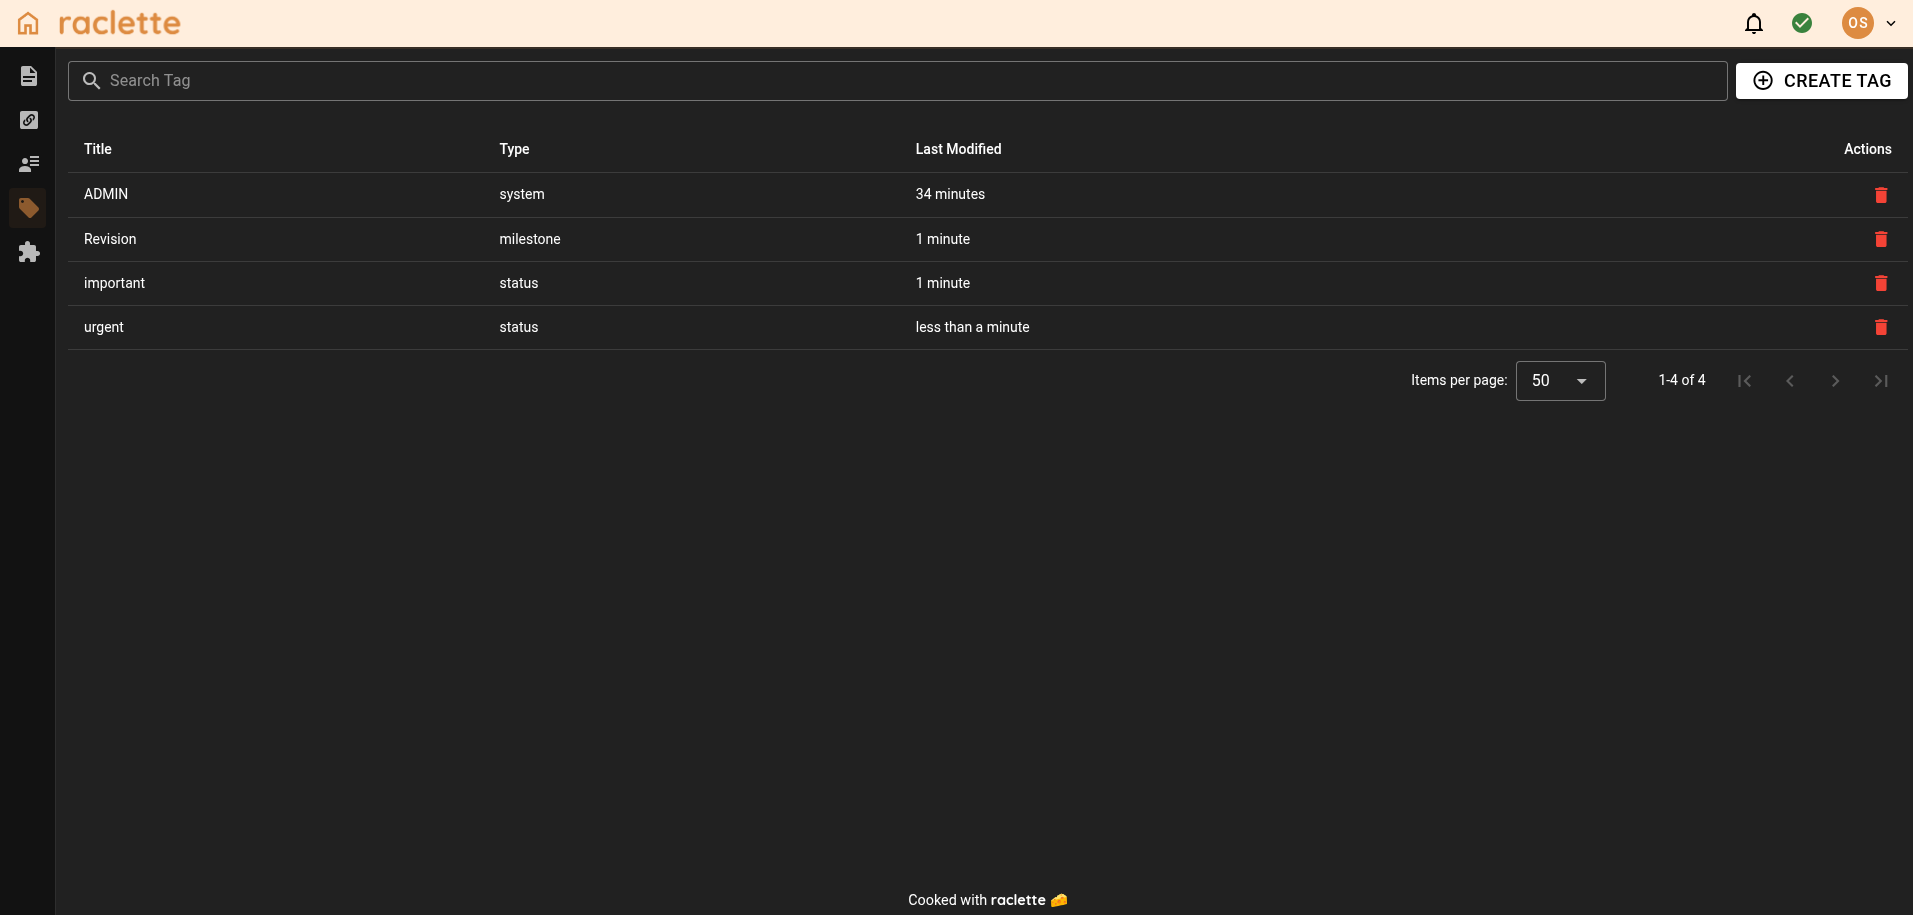 raclette
OS
Search Tag
CREATE TAG
Title Type Last Modified Actions
ADMIN system 34 minutes
Revision milestone 1 minute
important status 1 minute
urgent status less than a minute
Items per page: 50 1-4 of 4
Cooked with raclette